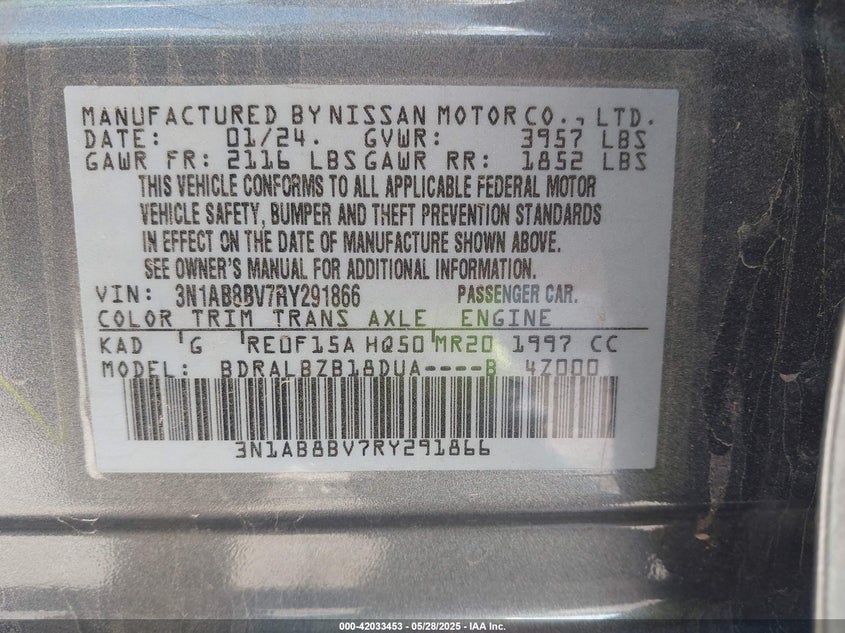 MANUFACTURED BY NISSAN MOTOR CO., LTD.
DATE: 01/24. GVWR: 3957 LBS
GAWR FR: 2116 LBS GAWR RR: 1852 LBS
THIS VEHICLE CONFORMS TO ALL APPLICABLE FEDERAL MOTOR
VEHICLE SAFETY, BUMPER AND THEFT PREVENTION STANDARDS
IN EFFECT ON THE DATE OF MANUFACTURE SHOWN ABOVE.
SEE OWNER'S MANUAL FOR ADDITIONAL INFORMATION.
VIN: 3N1AB8BV7RY291866 PASSENGER CAR.
COLOR TRIM TRANS AXLE ENGINE
KAD G RE0F15A HQ50 MR20 1997 CC
MODEL: BDRALBZB18DUA----B 4Z000
3N1AB8BV7RY291866
000-42033453 - 05/28/2025 - IAA Inc.